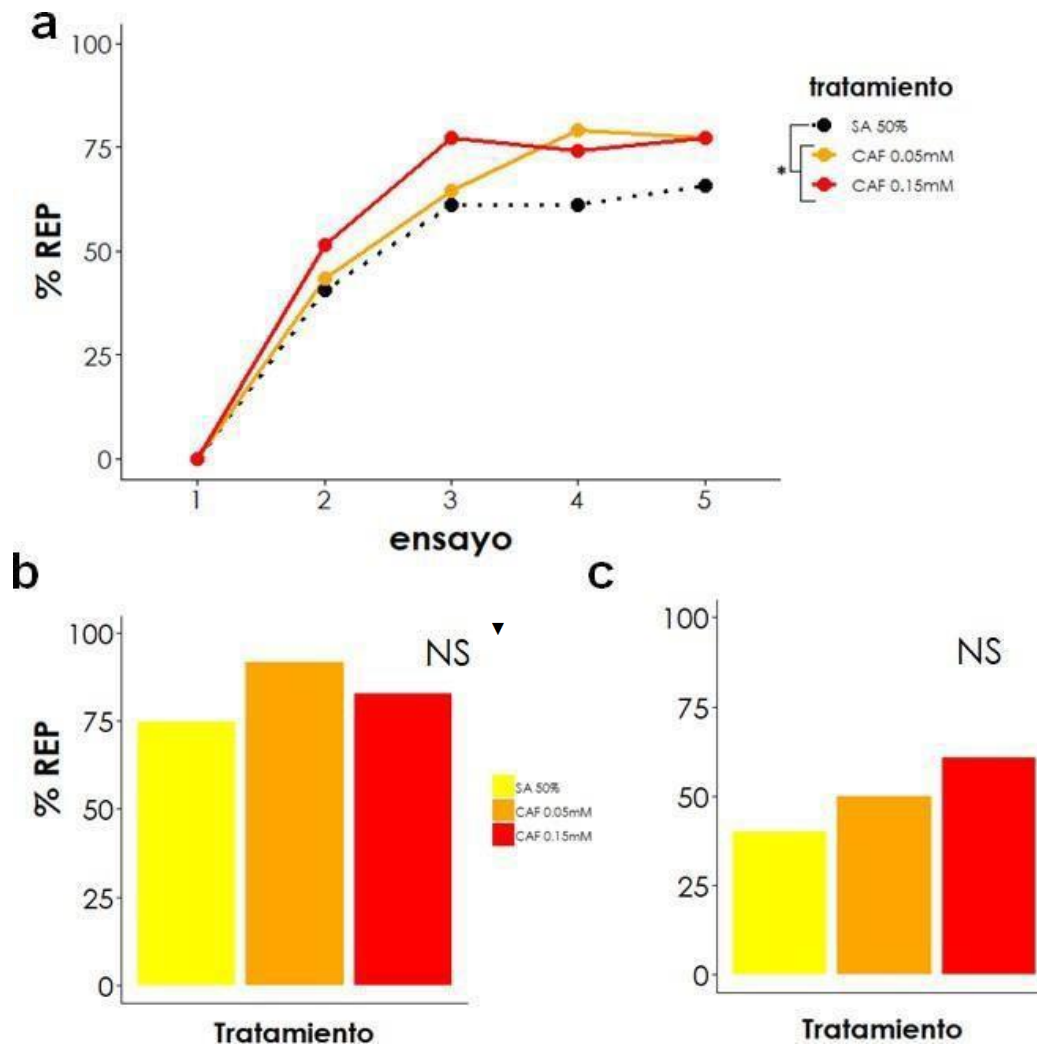 a
100
75
50
25
0
% REP
1 2 3 4 5
ensayo
tratamiento
SA 50%
CAF 0.05mM
CAF 0.15mM
*
b
100
75
50
25
0
% REP
NS
Tratamiento
SA 50%
CAF 0.05mM
CAF 0.15mM
c
100
75
50
25
0
NS
Tratamiento